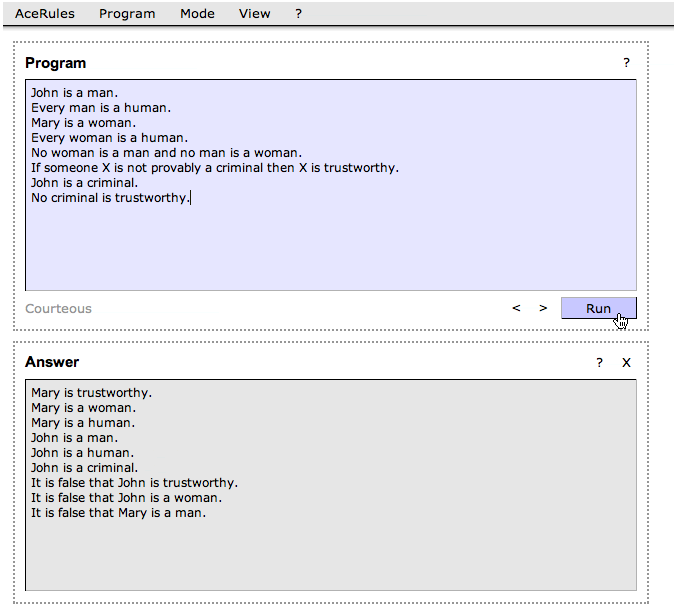 AceRules Program Mode View ?
Program ?
John is a man.
Every man is a human.
Mary is a woman.
Every woman is a human.
No woman is a man and no man is a woman.
If someone X is not provably a criminal then X is trustworthy.
John is a criminal.
No criminal is trustworthy.
Courteous < > Run
Answer ? X
Mary is trustworthy.
Mary is a woman.
Mary is a human.
John is a man.
John is a human.
John is a criminal.
It is false that John is trustworthy.
It is false that John is a woman.
It is false that Mary is a man.